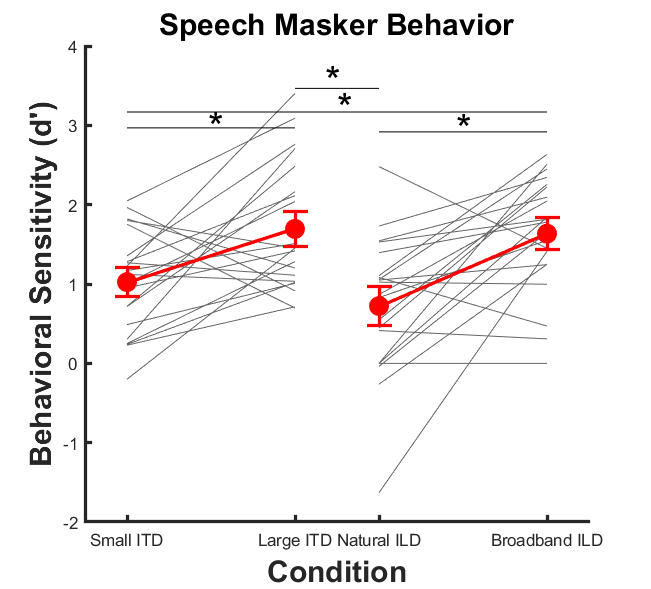 Speech Masker Behavior
4
3
2
1
0
-1
-2
Behavioral Sensitivity (d')
*
*
*
*
Small ITD
Large ITD
Natural ILD
Broadband ILD
Condition